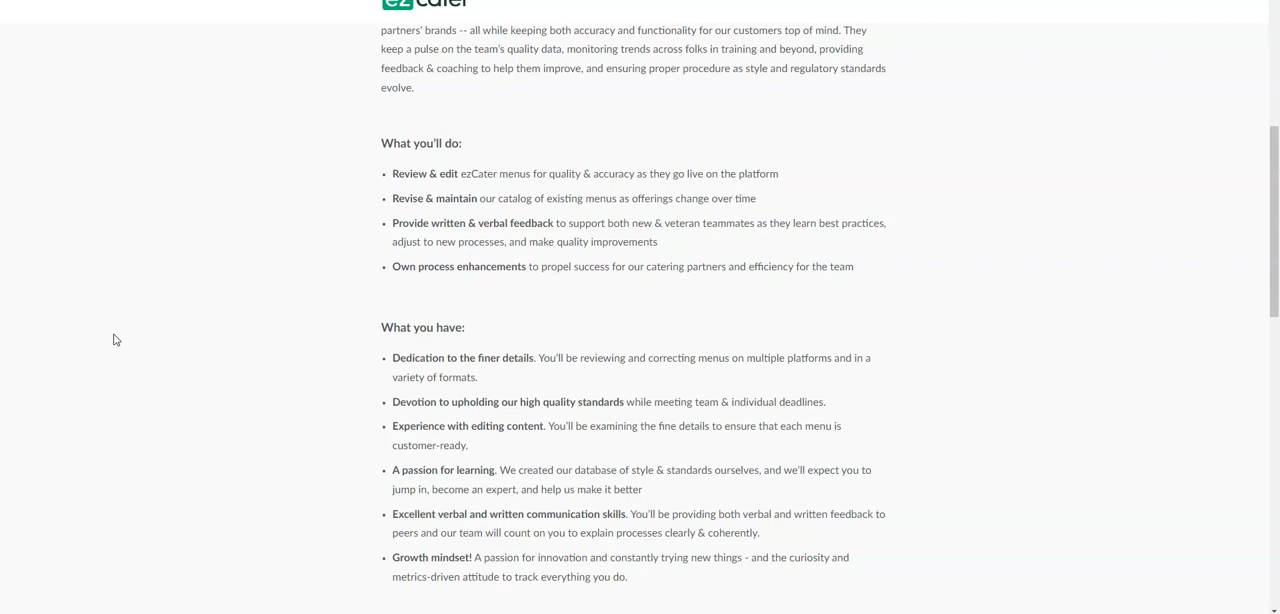 ezCater
partners' brands -- all while keeping both accuracy and functionality for our customers top of mind. They
keep a pulse on the team's quality data, monitoring trends across folks in training and beyond, providing
feedback & coaching to help them improve, and ensuring proper procedure as style and regulatory standards
evolve.
What you'll do:
• Review & edit ezCater menus for quality & accuracy as they go live on the platform
• Revise & maintain our catalog of existing menus as offerings change over time
• Provide written & verbal feedback to support both new & veteran teammates as they learn best practices,
adjust to new processes, and make quality improvements
• Own process enhancements to propel success for our catering partners and efficiency for the team
What you have:
• Dedication to the finer details. You'll be reviewing and correcting menus on multiple platforms and in a
variety of formats.
• Devotion to upholding our high quality standards while meeting team & individual deadlines.
• Experience with editing content. You'll be examining the fine details to ensure that each menu is
customer-ready.
• A passion for learning. We created our database of style & standards ourselves, and we'll expect you to
jump in, become an expert, and help us make it better
• Excellent verbal and written communication skills. You'll be providing both verbal and written feedback to
peers and our team will count on you to explain processes clearly & coherently.
• Growth mindset! A passion for innovation and constantly trying new things - and the curiosity and
metrics-driven attitude to track everything you do.